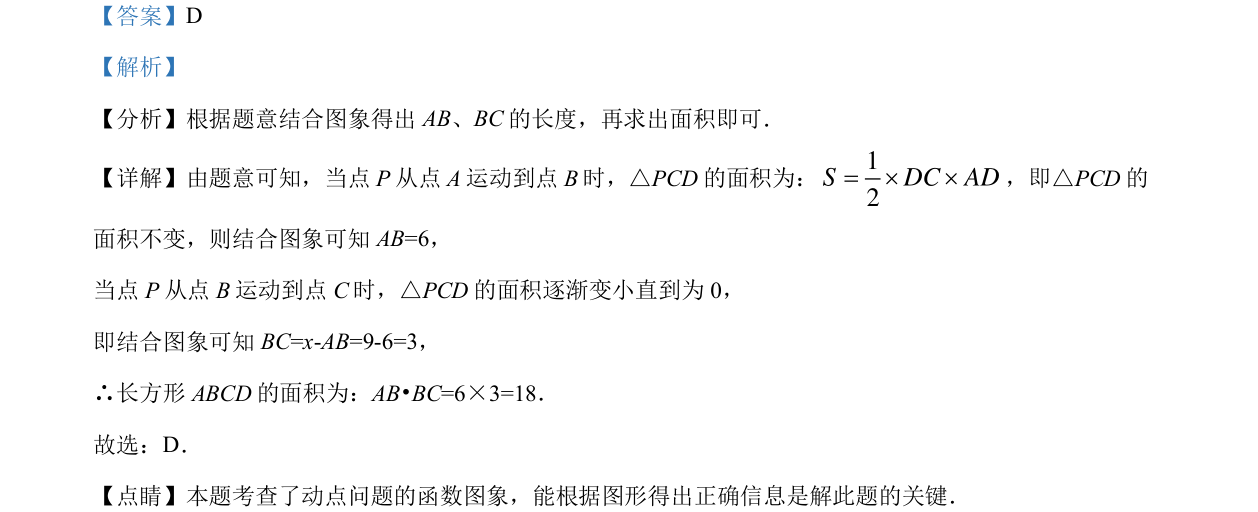 【答案】D
【解析】
【分析】根据题意结合图象得出 AB、BC 的长度，再求出面积即可．
【详解】由题意可知，当点 P 从点 A 运动到点 B 时，△PCD 的面积为：S = 1/2 × DC × AD，即△PCD 的
面积不变，则结合图象可知 AB=6，
当点 P 从点 B 运动到点 C 时，△PCD 的面积逐渐变小直到为 0，
即结合图象可知 BC=x-AB=9-6=3，
∴长方形 ABCD 的面积为：AB•BC=6×3=18．
故选：D．
【点睛】本题考查了动点问题的函数图象，能根据图形得出正确信息是解此题的关键．